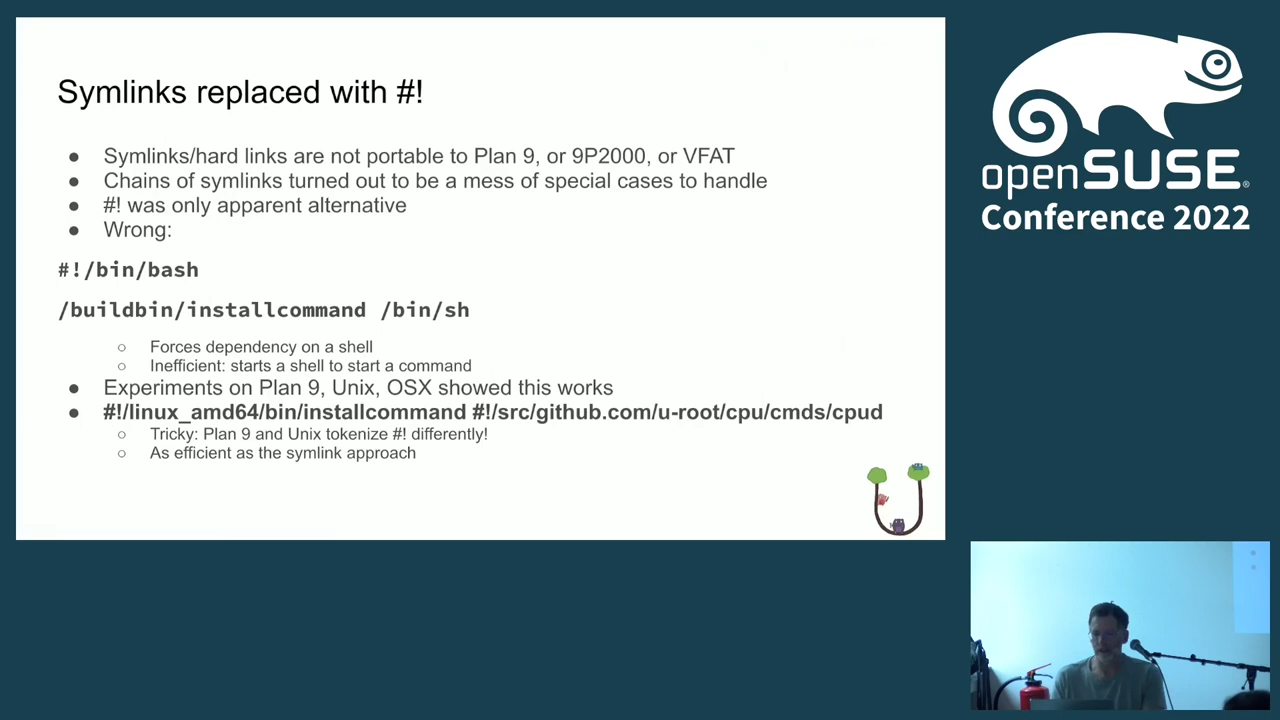 Symlinks replaced with #!
● Symlinks/hard links are not portable to Plan 9, or 9P2000, or VFAT
● Chains of symlinks turned out to be a mess of special cases to handle
● #! was only apparent alternative
● Wrong:
#!/bin/bash
/buildbin/installcommand /bin/sh
○ Forces dependency on a shell
○ Inefficient: starts a shell to start a command
● Experiments on Plan 9, Unix, OSX showed this works
● #!/linux_amd64/bin/installcommand #!/src/github.com/u-root/cpu/cmds/cpud
○ Tricky: Plan 9 and Unix tokenize #! differently!
○ As efficient as the symlink approach
openSUSE®
Conference 2022